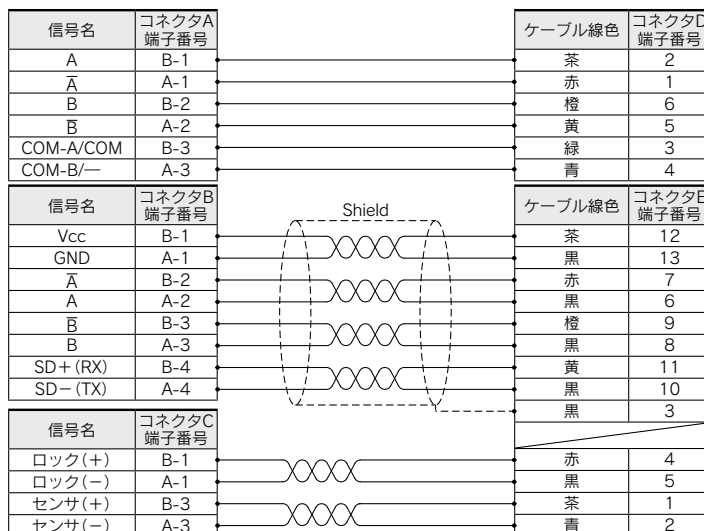 信号名 コネクタA端子番号 ケーブル線色 コネクタD端子番号
A B-1 茶 2
A̅ A-1 赤 1
B B-2 橙 6
B̅ A-2 黄 5
COM-A/COM B-3 緑 3
COM-B/― A-3 青 4
信号名 コネクタB端子番号 Shield ケーブル線色 コネクタE端子番号
Vcc B-1 茶 12
GND A-1 黒 13
A̅ B-2 赤 7
A A-2 黒 6
B̅ B-3 橙 9
B A-3 黒 8
SD+(RX) B-4 黄 11
SD−(TX) A-4 黒 10
黒 3
信号名 コネクタC端子番号
ロック(+) B-1 赤 4
ロック(−) A-1 黒 5
センサ(+) B-3 茶 1
センサ(−) A-3 青 2